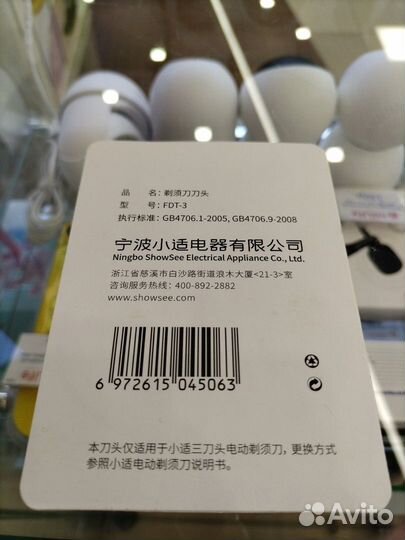 品 名: 剃须刀刀头
型 号: FDT-3
执行标准: GB4706.1-2005, GB4706.9-2008
宁波小适电器有限公司
Ningbo ShowSee Electrical Appliance Co., Ltd.
浙江省慈溪市白沙路街道浪木大厦<21-3>室
咨询服务热线: 400-892-2882
www.showsee.com
6 972615 045063
本刀头仅适用于小适三刀头电动剃须刀, 更换方式
参照小适电动剃须刀说明书。
Avito